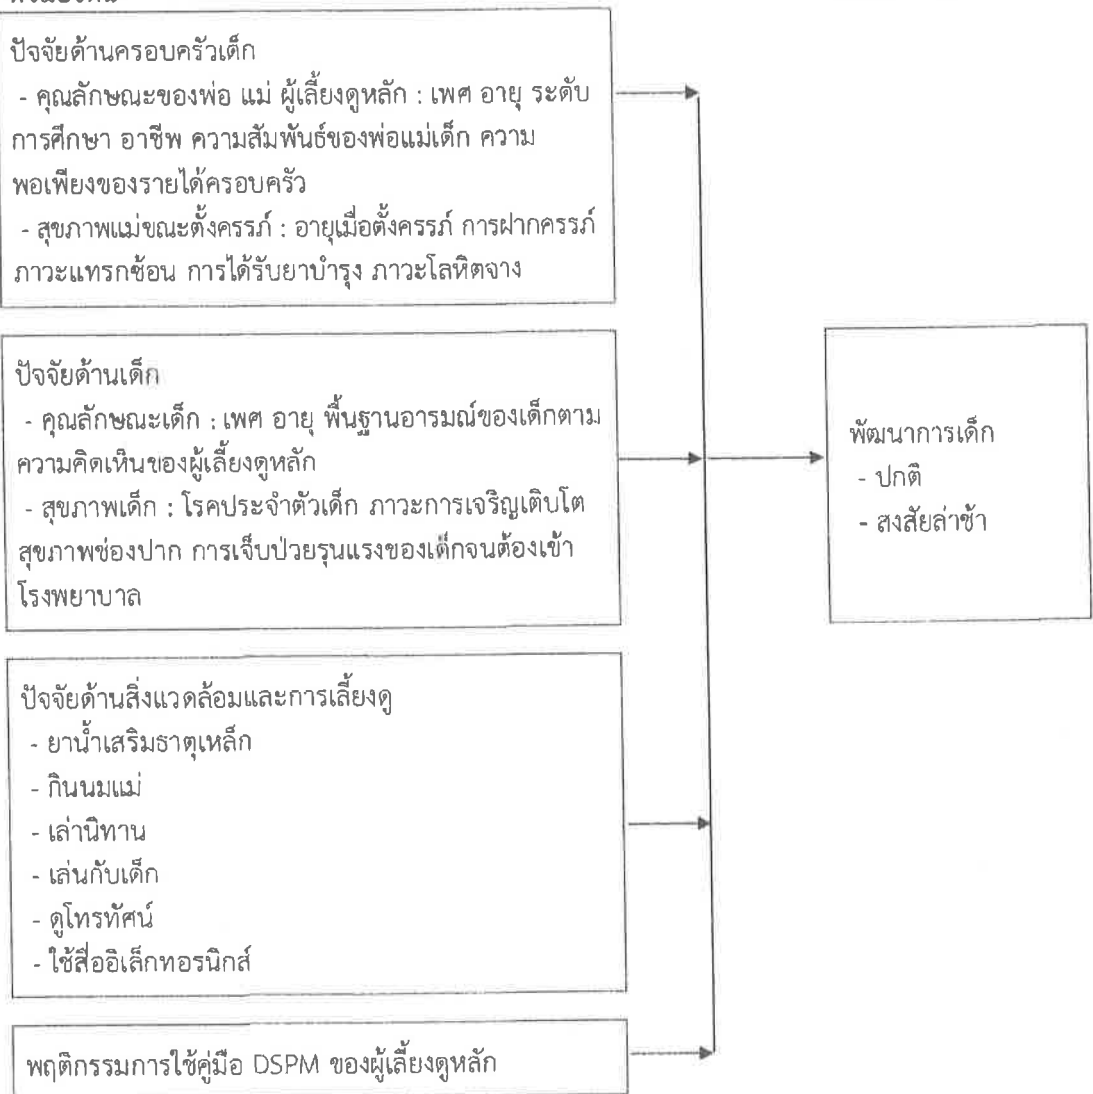 ปัจจัยด้านครอบครัวเด็ก
- คุณลักษณะของพ่อ แม่ ผู้เลี้ยงดูหลัก : เพศ อายุ ระดับ
การศึกษา อาชีพ ความสัมพันธ์ของพ่อแม่เด็ก ความ
พอเพียงของรายได้ครอบครัว
- สุขภาพแม่ขณะตั้งครรภ์ : อายุเมื่อตั้งครรภ์ การฝากครรภ์
ภาวะแทรกซ้อน การได้รับยาบำรุง ภาวะโลหิตจาง
ปัจจัยด้านเด็ก
- คุณลักษณะเด็ก : เพศ อายุ พื้นฐานอารมณ์ของเด็กตาม
ความคิดเห็นของผู้เลี้ยงดูหลัก
- สุขภาพเด็ก : โรคประจำตัวเด็ก ภาวะการเจริญเติบโต
สุขภาพช่องปาก การเจ็บป่วยรุนแรงของเด็กจนต้องเข้า
โรงพยาบาล
ปัจจัยด้านสิ่งแวดล้อมและการเลี้ยงดู
- ยาน้ำเสริมธาตุเหล็ก
- กินนมแม่
- เล่านิทาน
- เล่นกับเด็ก
- ดูโทรทัศน์
- ใช้สื่ออิเล็กทอรนิกส์
พฤติกรรมการใช้คู่มือ DSPM ของผู้เลี้ยงดูหลัก
พัฒนาการเด็ก
- ปกติ
- สงสัยล่าช้า